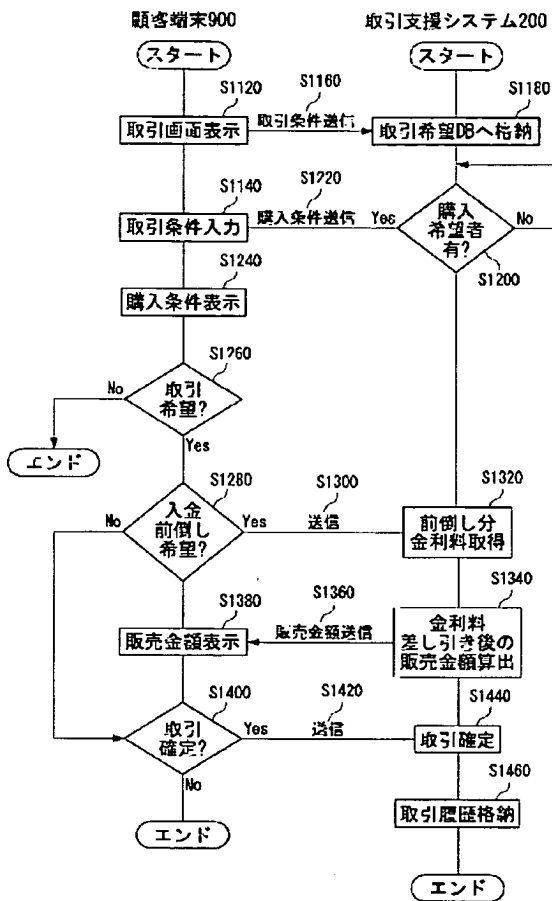 顧客端末900
取引支援システム200
スタート
スタート
S1120
S1160
S1180
取引画面表示
取引条件送信
取引希望DBへ格納
S1140
S1220
取引条件入力
購入条件送信
Yes
購入
希望者
有?
No
S1200
S1240
購入条件表示
S1260
No
取引
希望?
Yes
エンド
S1280
S1300
S1320
No
入金
前倒し
希望?
Yes
送信
前倒し分
金利料取得
S1340
S1380
S1360
販売金額表示
販売金額送信
金利料
差し引き後の
販売金額算出
S1400
S1420
S1440
取引
確定?
Yes
送信
取引確定
No
S1460
取引履歴格納
エンド
エンド